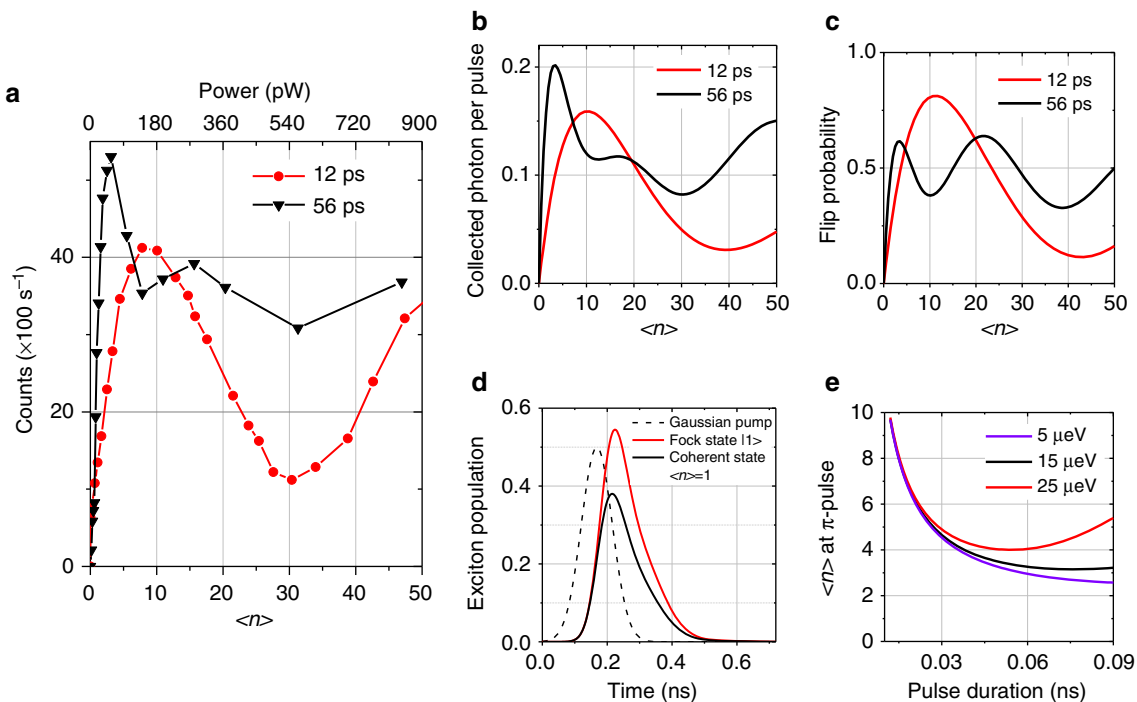 a
Power (pW)
0 180 360 540 720 900
12 ps
56 ps
Counts (×100 s⁻¹)
40
20
0
0 10 20 30 40 50
<n>
b
Collected photon per pulse
12 ps
56 ps
0.2
0.1
0.0
0 10 20 30 40 50
<n>
c
Flip probability
1.0
12 ps
56 ps
0.5
0.0
0 10 20 30 40 50
<n>
d
Exciton population
0.6
0.4
0.2
0.0
Gaussian pump
Fock state |1>
Coherent state
<n>=1
0.0 0.2 0.4 0.6
Time (ns)
e
<n> at π-pulse
10
8
6
4
2
0
5 μeV
15 μeV
25 μeV
0.03 0.06 0.09
Pulse duration (ns)